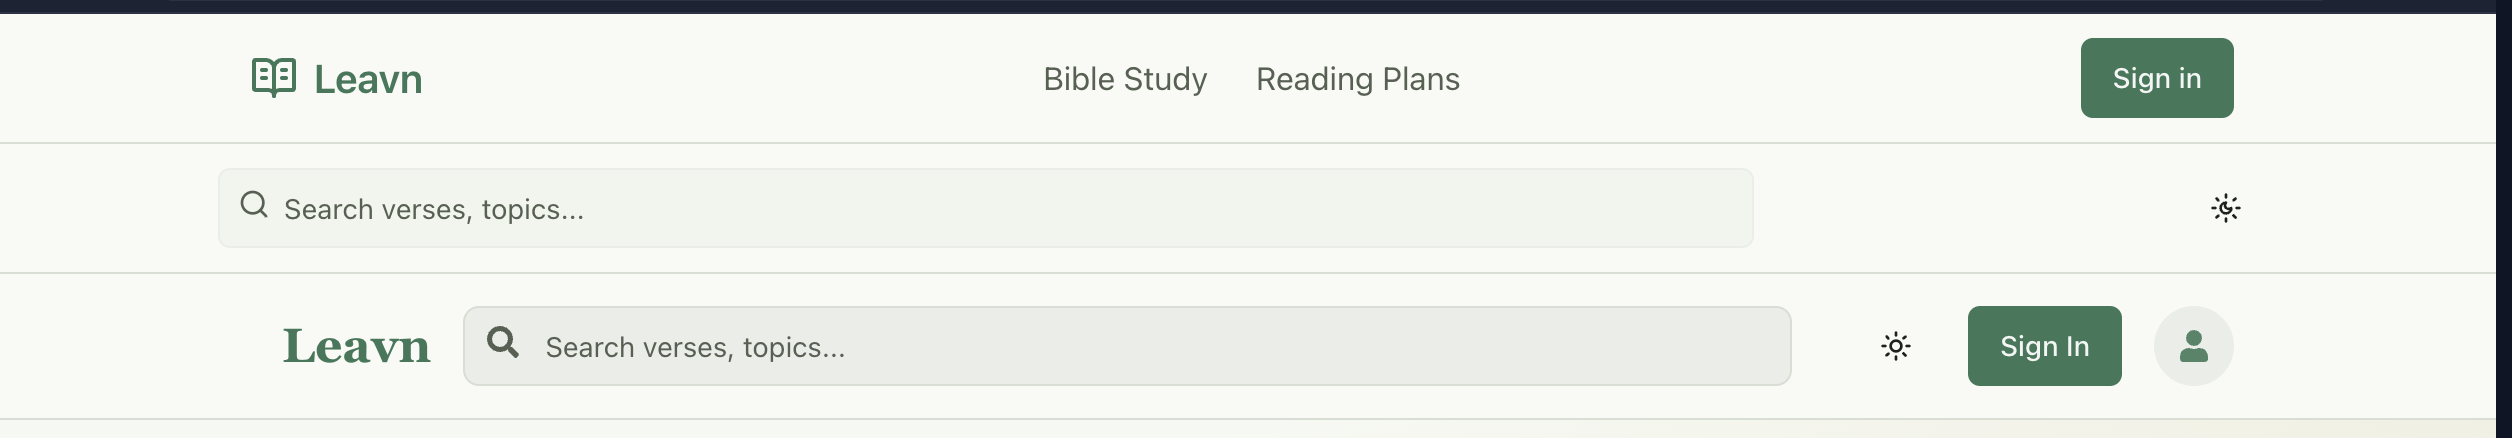 Leavn Bible Study Reading Plans Sign in
Search verses, topics...
Leavn Search verses, topics... Sign In